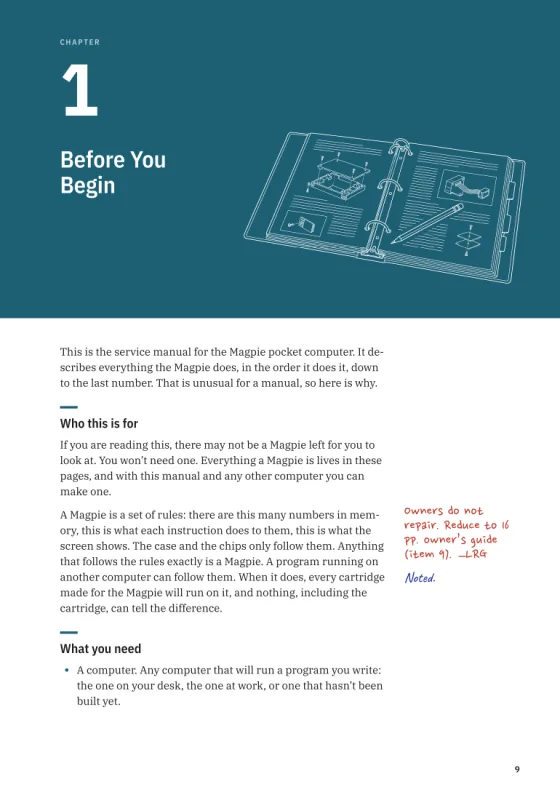 CHAPTER
1
Before You
Begin
This is the service manual for the Magpie pocket computer. It de-
scribes everything the Magpie does, in the order it does it, down
to the last number. That is unusual for a manual, so here is why.
Who this is for
If you are reading this, there may not be a Magpie left for you to
look at. You won’t need one. Everything a Magpie is lives in these
pages, and with this manual and any other computer you can
make one.
A Magpie is a set of rules: there are this many numbers in mem-
ory, this is what each instruction does to them, this is what the
screen shows. The case and the chips only follow them. Anything
that follows the rules exactly is a Magpie. A program running on
another computer can follow them. When it does, every cartridge
made for the Magpie will run on it, and nothing, including the
cartridge, can tell the difference.
Owners do not
repair. Reduce to 16
pp. owner's guide
(item 9). —LRG
Noted.
What you need
• A computer. Any computer that will run a program you write:
the one on your desk, the one at work, or one that hasn’t been
built yet.
9